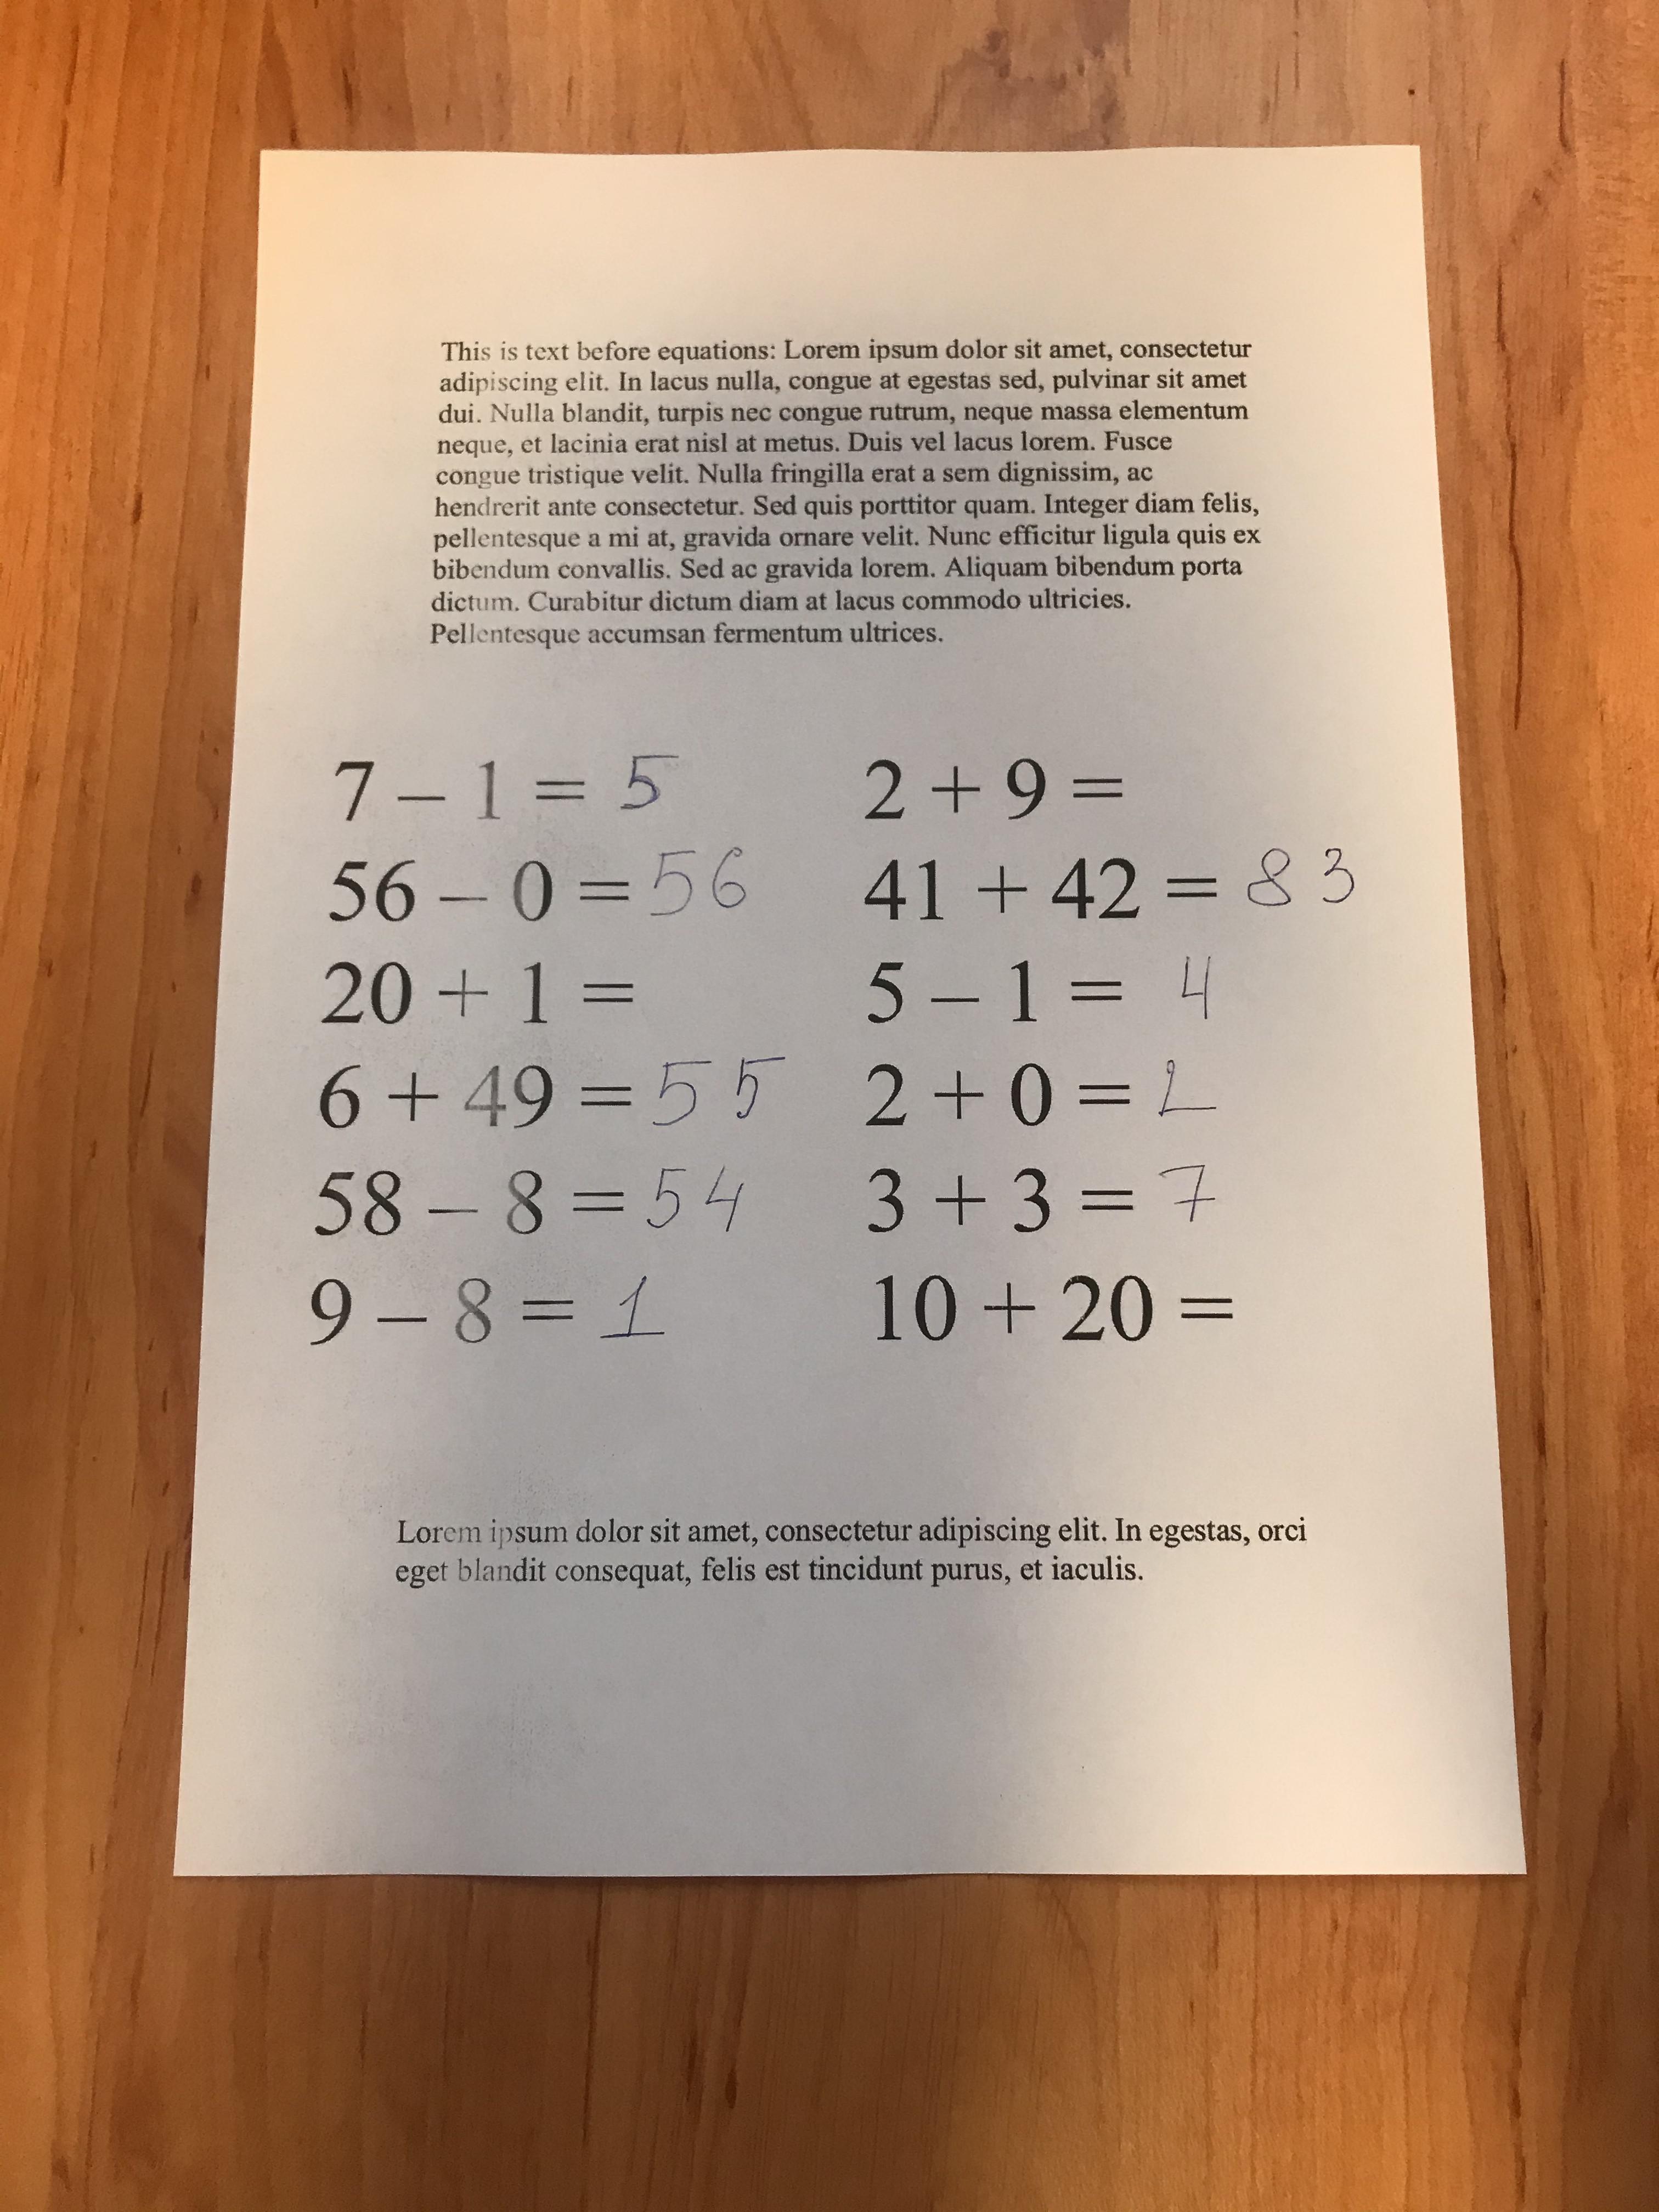 This is text before equations: Lorem ipsum dolor sit amet, consectetur
adipiscing elit. In lacus nulla, congue at egestas sed, pulvinar sit amet
dui. Nulla blandit, turpis nec congue rutrum, neque massa elementum
neque, et lacinia erat nisl at metus. Duis vel lacus lorem. Fusce
congue tristique velit. Nulla fringilla erat a sem dignissim, ac
hendrerit ante consectetur. Sed quis porttitor quam. Integer diam felis,
pellentesque a mi at, gravida ornare velit. Nunc efficitur ligula quis ex
bibendum convallis. Sed ac gravida lorem. Aliquam bibendum porta
dictum. Curabitur dictum diam at lacus commodo ultricies.
Pellentesque accumsan fermentum ultrices.
7 – 1 = 5
56 – 0 = 56
20 + 1 =
6 + 49 = 55
58 – 8 = 54
9 – 8 = 1
2 + 9 =
41 + 42 = 83
5 – 1 = 4
2 + 0 = 2
3 + 3 = 7
10 + 20 =
Lorem ipsum dolor sit amet, consectetur adipiscing elit. In egestas, orci
eget blandit consequat, felis est tincidunt purus, et iaculis.